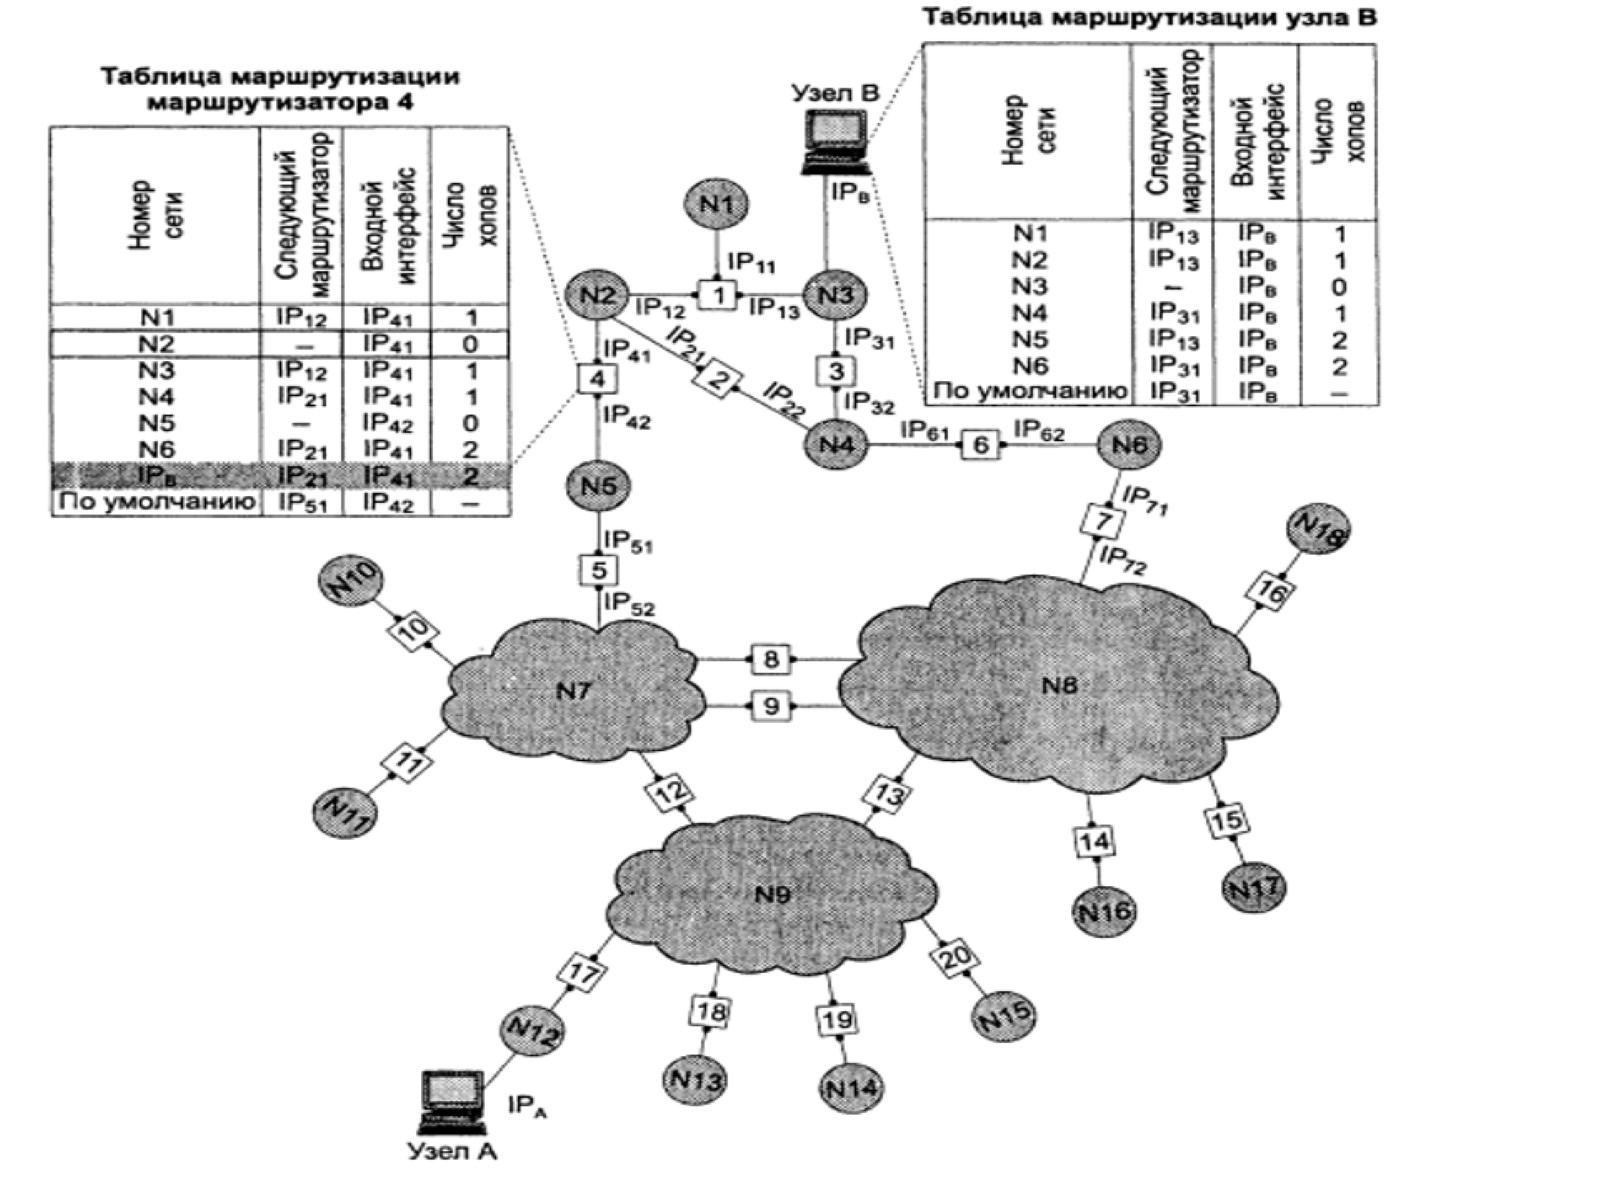 Таблица маршрутизации
маршрутизатора 4
Номер сети Следующий маршрутизатор Входной интерфейс Число хопов
N1 IP12 IP41 1
N2 – IP41 0
N3 IP12 IP41 1
N4 IP21 IP41 1
N5 – IP42 0
N6 IP21 IP41 2
IPB IP21 IP41 2
По умолчанию IP51 IP42 –
Таблица маршрутизации узла В
Номер сети Следующий маршрутизатор Входной интерфейс Число хопов
N1 IP13 IPB 1
N2 IP13 IPB 1
N3 – IPB 0
N4 IP31 IPB 1
N5 IP13 IPB 2
N6 IP31 IPB 2
По умолчанию IP31 IPB –
Узел В
IPB
N1
IP11
N2 IP12 1 IP13 N3
IP41 IP21 IP31
4 2 3
IP42 IP22 IP32
N4 IP61 6 IP62 N6
N5
IP71
7
IP72
N18
16
IP51
5
IP52
N10
10
8
N7 N8
9
11
N11
12 13
14 15
N16 N17
N9
17 18 19 20
N12 N13 N14 N15
IPA
Узел А